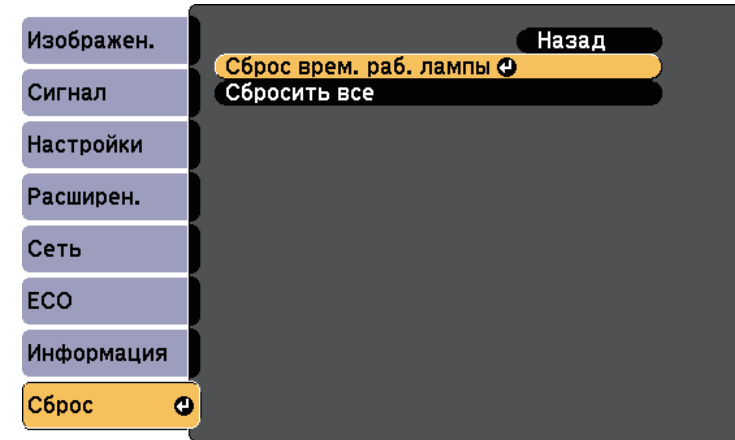 Изображен.
Сигнал
Настройки
Расширен.
Сеть
ECO
Информация
Сброс
Назад
Сброс врем. раб. лампы
Сбросить все